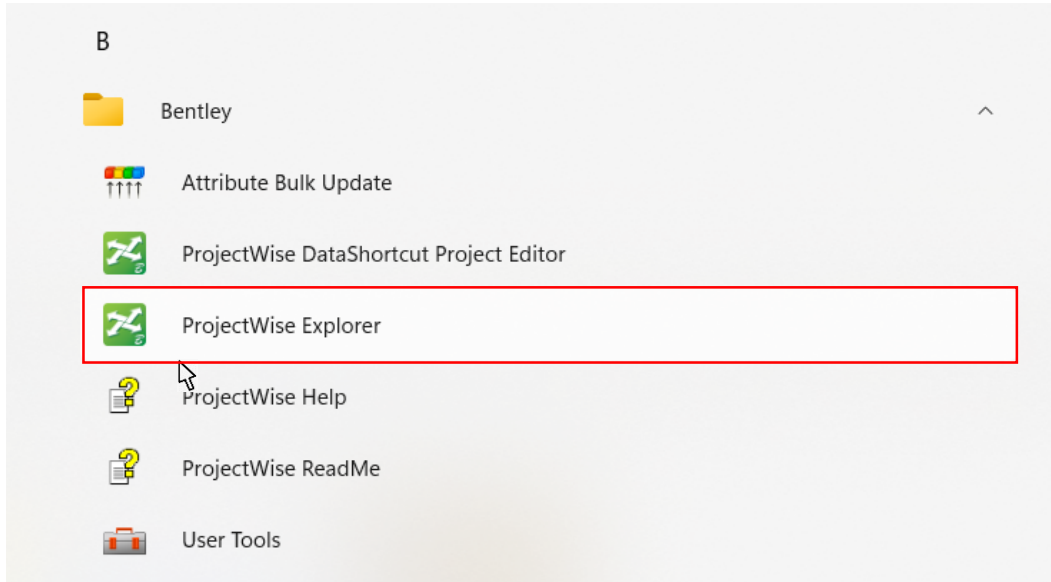 B
Bentley
Attribute Bulk Update
ProjectWise DataShortcut Project Editor
ProjectWise Explorer
ProjectWise Help
ProjectWise ReadMe
User Tools